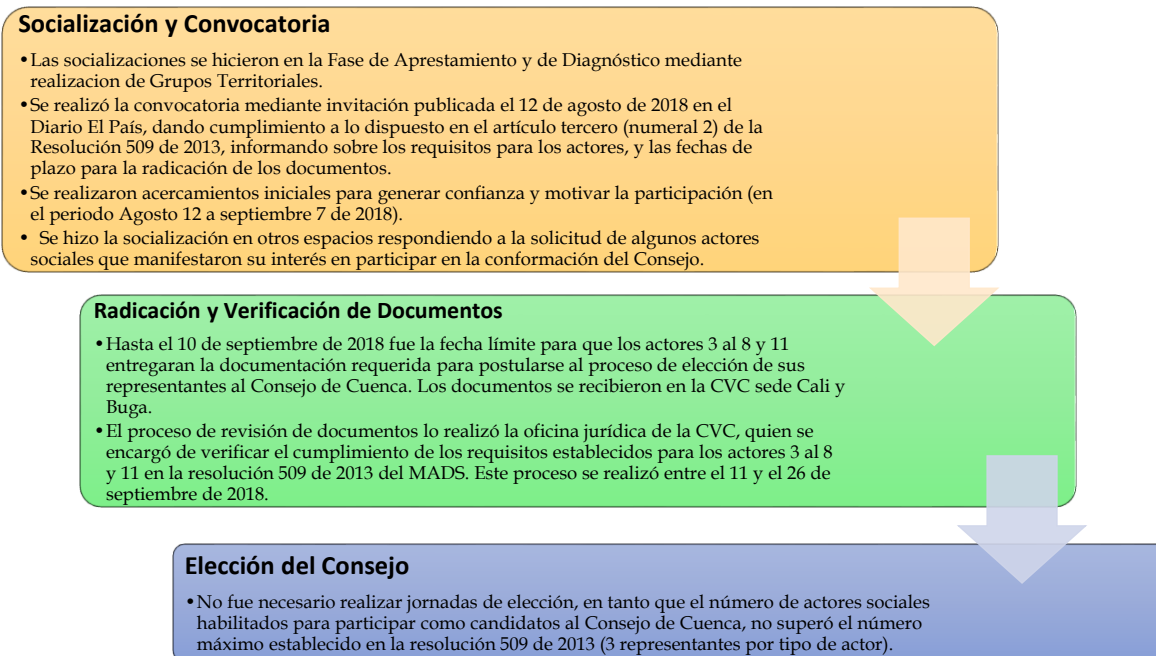 Socialización y Convocatoria
•Las socializaciones se hicieron en la Fase de Aprestamiento y de Diagnóstico mediante
realizacion de Grupos Territoriales.
•Se realizó la convocatoria mediante invitación publicada el 12 de agosto de 2018 en el
Diario El País, dando cumplimiento a lo dispuesto en el artículo tercero (numeral 2) de la
Resolución 509 de 2013, informando sobre los requisitos para los actores, y las fechas de
plazo para la radicación de los documentos.
•Se realizaron acercamientos iniciales para generar confianza y motivar la participación (en
el periodo Agosto 12 a septiembre 7 de 2018).
• Se hizo la socialización en otros espacios respondiendo a la solicitud de algunos actores
sociales que manifestaron su interés en participar en la conformación del Consejo.
Radicación y Verificación de Documentos
•Hasta el 10 de septiembre de 2018 fue la fecha límite para que los actores 3 al 8 y 11
entregaran la documentación requerida para postularse al proceso de elección de sus
representantes al Consejo de Cuenca. Los documentos se recibieron en la CVC sede Cali y
Buga.
•El proceso de revisión de documentos lo realizó la oficina jurídica de la CVC, quien se
encargó de verificar el cumplimiento de los requisitos establecidos para los actores 3 al 8
y 11 en la resolución 509 de 2013 del MADS. Este proceso se realizó entre el 11 y el 26 de
septiembre de 2018.
Elección del Consejo
•No fue necesario realizar jornadas de elección, en tanto que el número de actores sociales
habilitados para participar como candidatos al Consejo de Cuenca, no superó el número
máximo establecido en la resolución 509 de 2013 (3 representantes por tipo de actor).